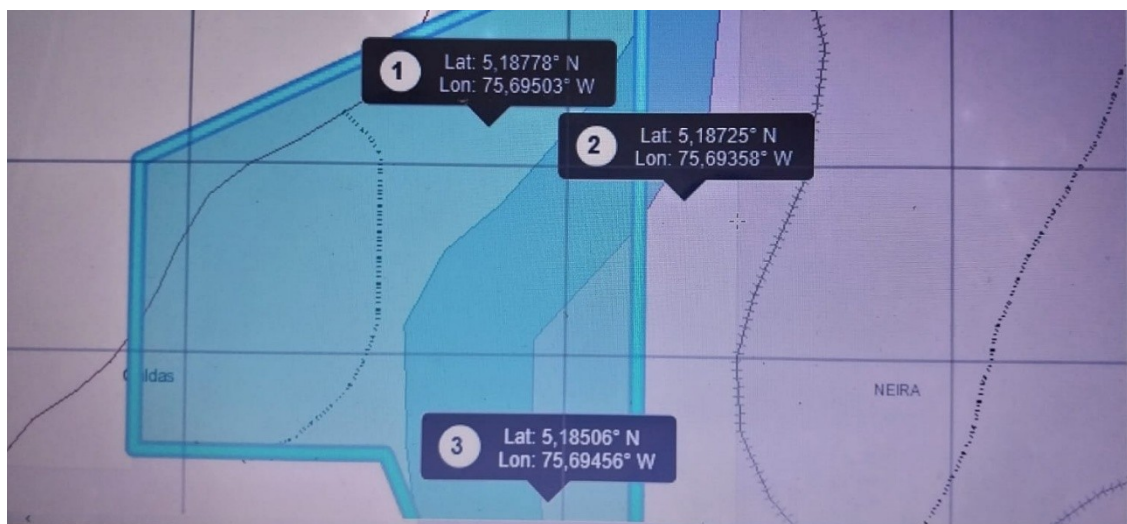 1
Lat: 5,18778° N
Lon: 75,69503° W
2
Lat: 5,18725° N
Lon: 75,69358° W
NEIRA
3
Lat: 5,18506° N
Lon: 75,69456° W